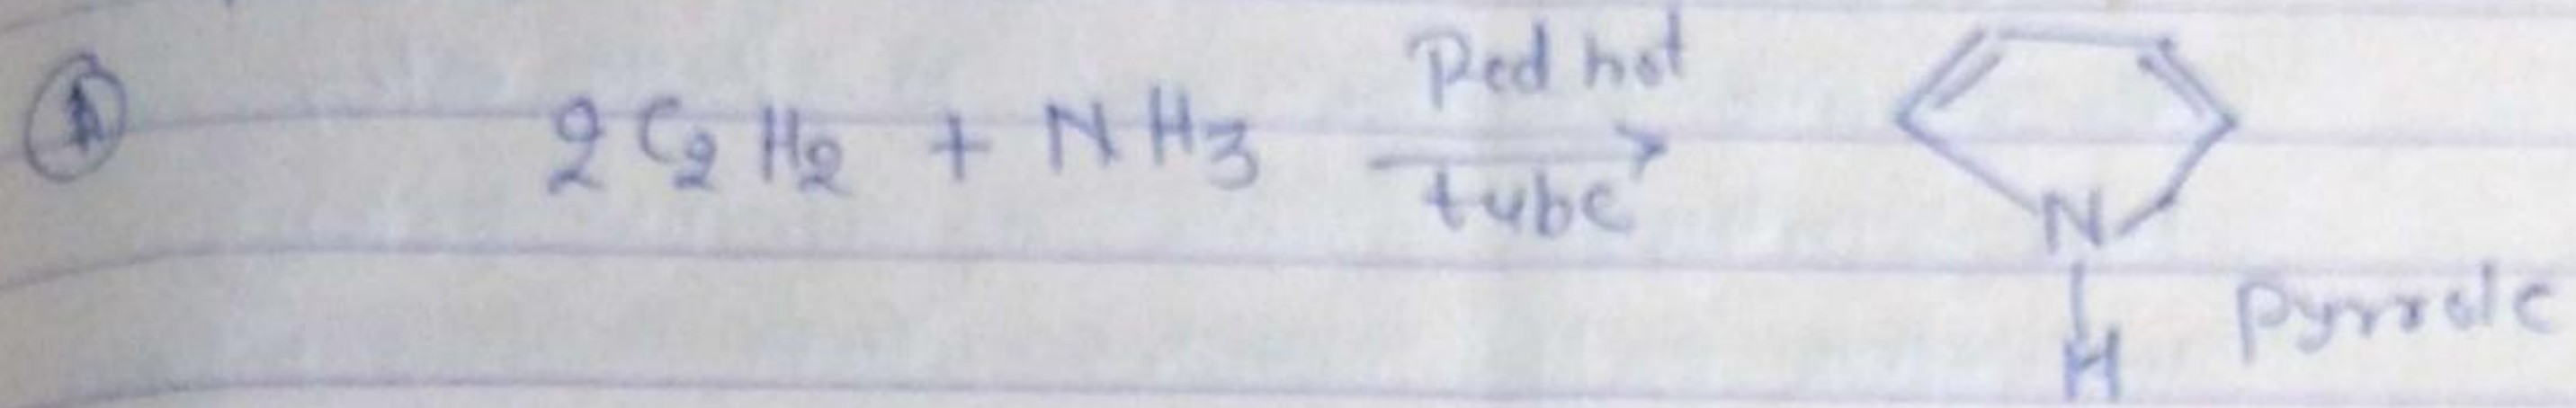 ① 2C₂H₂ + NH₃ Red hot
tube
N
H
pyrrole